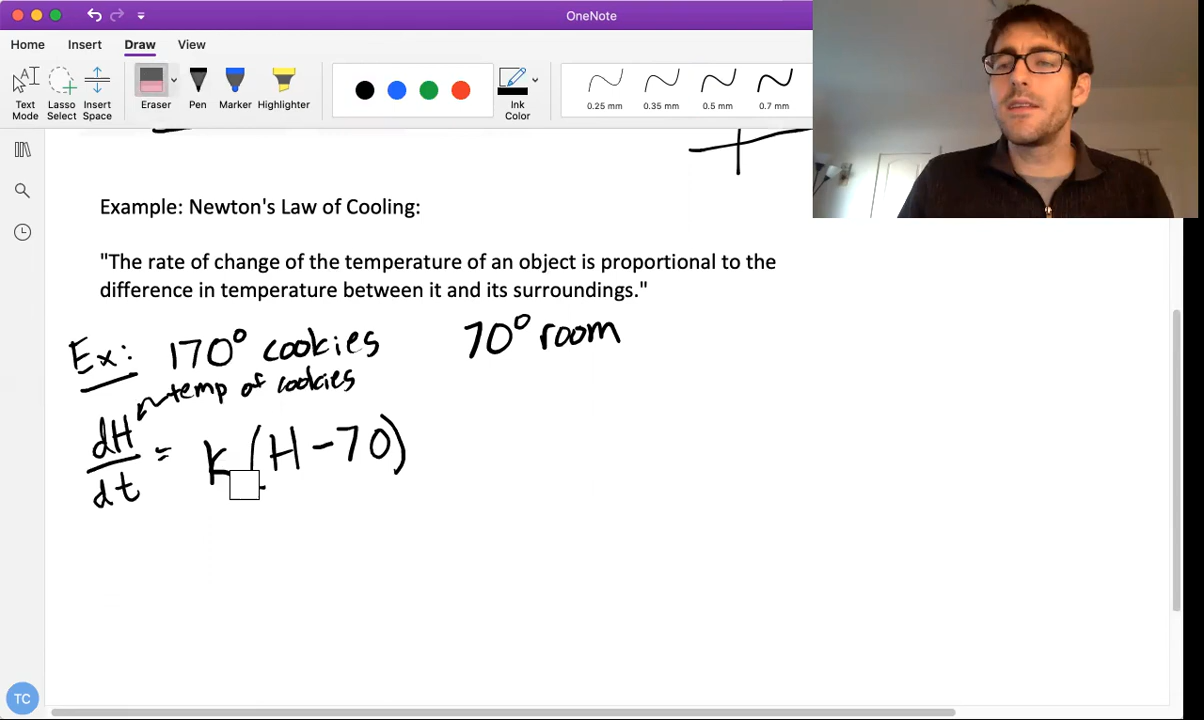 OneNote
Home Insert Draw View
Text Mode Lasso Select Insert Space Eraser Pen Marker Highlighter Ink Color 0.25 mm 0.35 mm 0.5 mm 0.7 mm
Example: Newton's Law of Cooling:
"The rate of change of the temperature of an object is proportional to the
difference in temperature between it and its surroundings."
Ex: 170° cookies 70° room
temp of cookies
dH/dt = k(H-70)
TC